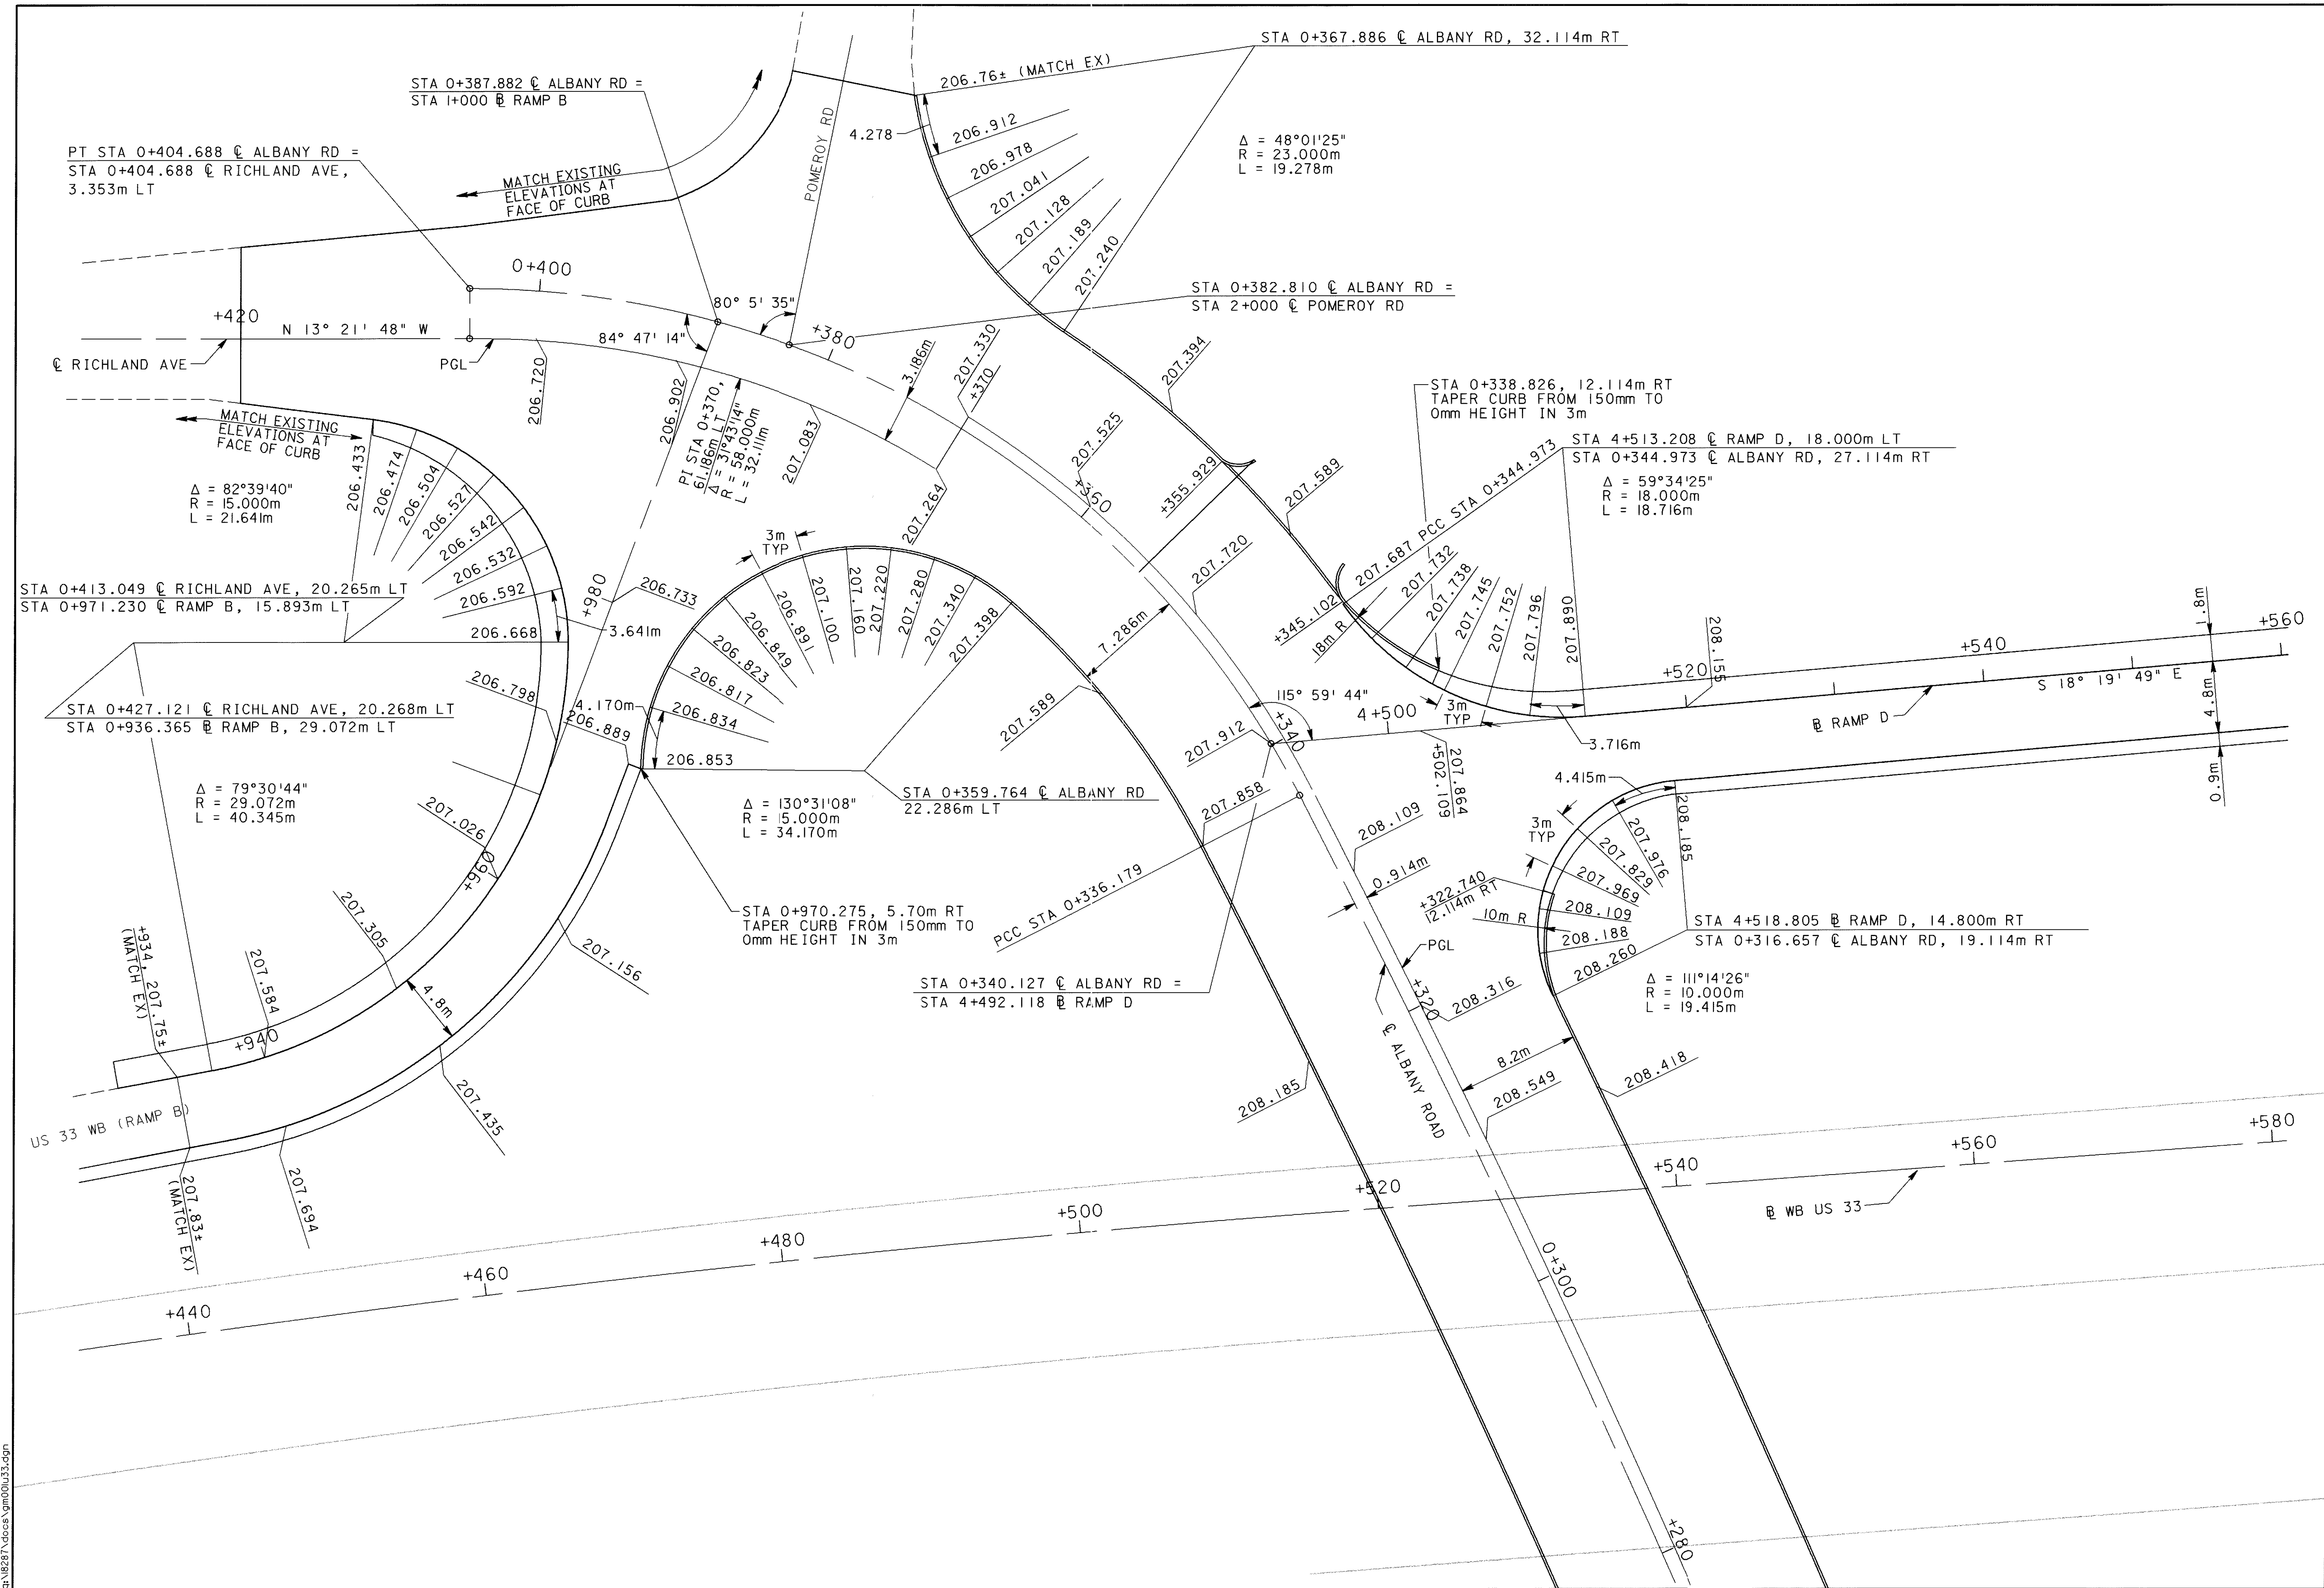 STA 0+367.886 ℄ ALBANY RD, 32.114m RT
206.76± (MATCH EX)
STA 0+387.882 ℄ ALBANY RD =
STA 1+000 ⅊ RAMP B
4.278
206.912
206.978
207.041
207.128
207.189
207.240
Δ = 48°01'25"
R = 23.000m
L = 19.278m
PT STA 0+404.688 ℄ ALBANY RD =
STA 0+404.688 ℄ RICHLAND AVE,
3.353m LT
MATCH EXISTING
ELEVATIONS AT
FACE OF CURB
POMEROY RD
0+400
80° 5' 35"
+380
STA 0+382.810 ℄ ALBANY RD =
STA 2+000 ℄ POMEROY RD
+420
N 13° 21' 48" W
84° 47' 14"
℄ RICHLAND AVE
PGL
206.720
206.902
PI STA 0+370,
61.186m LT
Δ = 31°43'14"
R = 58.000m
L = 32.111m
207.083
3.186m
207.330
+370
207.394
207.264
207.525
+360
+355.929
207.589
STA 0+338.826, 12.114m RT
TAPER CURB FROM 150mm TO
0mm HEIGHT IN 3m
STA 4+513.208 ℄ RAMP D, 18.000m LT
STA 0+344.973 ℄ ALBANY RD, 27.114m RT
Δ = 59°34'25"
R = 18.000m
L = 18.716m
MATCH EXISTING
ELEVATIONS AT
FACE OF CURB
206.433
206.474
206.504
206.527
206.542
206.532
206.592
206.668
3.641m
Δ = 82°39'40"
R = 15.000m
L = 21.641m
STA 0+413.049 ℄ RICHLAND AVE, 20.265m LT
STA 0+971.230 ℄ RAMP B, 15.893m LT
+980
206.733
3m
TYP
206.891
207.100
207.160
207.220
207.280
207.340
207.398
206.849
206.823
206.817
206.834
206.853
4.170m
206.889
206.798
207.720
7.286m
207.589
207.687 PCC STA 0+344.973
+345.102
18m R
207.732
207.738
207.745
207.752
207.796
207.890
208.155
+520
+540
+560
1.8m
4.8m
0.9m
S 18° 19' 49" E
⅊ RAMP D
3m
TYP
3.716m
STA 0+427.121 ℄ RICHLAND AVE, 20.268m LT
STA 0+936.365 ⅊ RAMP B, 29.072m LT
Δ = 79°30'44"
R = 29.072m
L = 40.345m
Δ = 130°31'08"
R = 15.000m
L = 34.170m
STA 0+359.764 ℄ ALBANY RD
22.286m LT
115° 59' 44"
+340
4+500
207.912
207.858
207.864
+502.109
PCC STA 0+336.179
208.109
0.914m
4.415m
3m
TYP
208.185
207.976
207.829
207.969
208.109
208.188
208.260
10m R
+322.740
12.114m RT
STA 4+518.805 ⅊ RAMP D, 14.800m RT
STA 0+316.657 ℄ ALBANY RD, 19.114m RT
Δ = 111°14'26"
R = 10.000m
L = 19.415m
207.026
+960
207.305
STA 0+970.275, 5.70m RT
TAPER CURB FROM 150mm TO
0mm HEIGHT IN 3m
207.156
STA 0+340.127 ℄ ALBANY RD =
STA 4+492.118 ⅊ RAMP D
PGL
+320
208.316
℄ ALBANY ROAD
8.2m
208.418
208.549
208.185
+934, 207.75±
(MATCH EX)
207.584
+940
4.8m
207.435
US 33 WB (RAMP B)
207.83±
(MATCH EX)
207.694
+440
+460
+480
+500
+520
+540
+560
+580
⅊ WB US 33
0+300
+280
q:\18287\docs\gm001u33.dgn